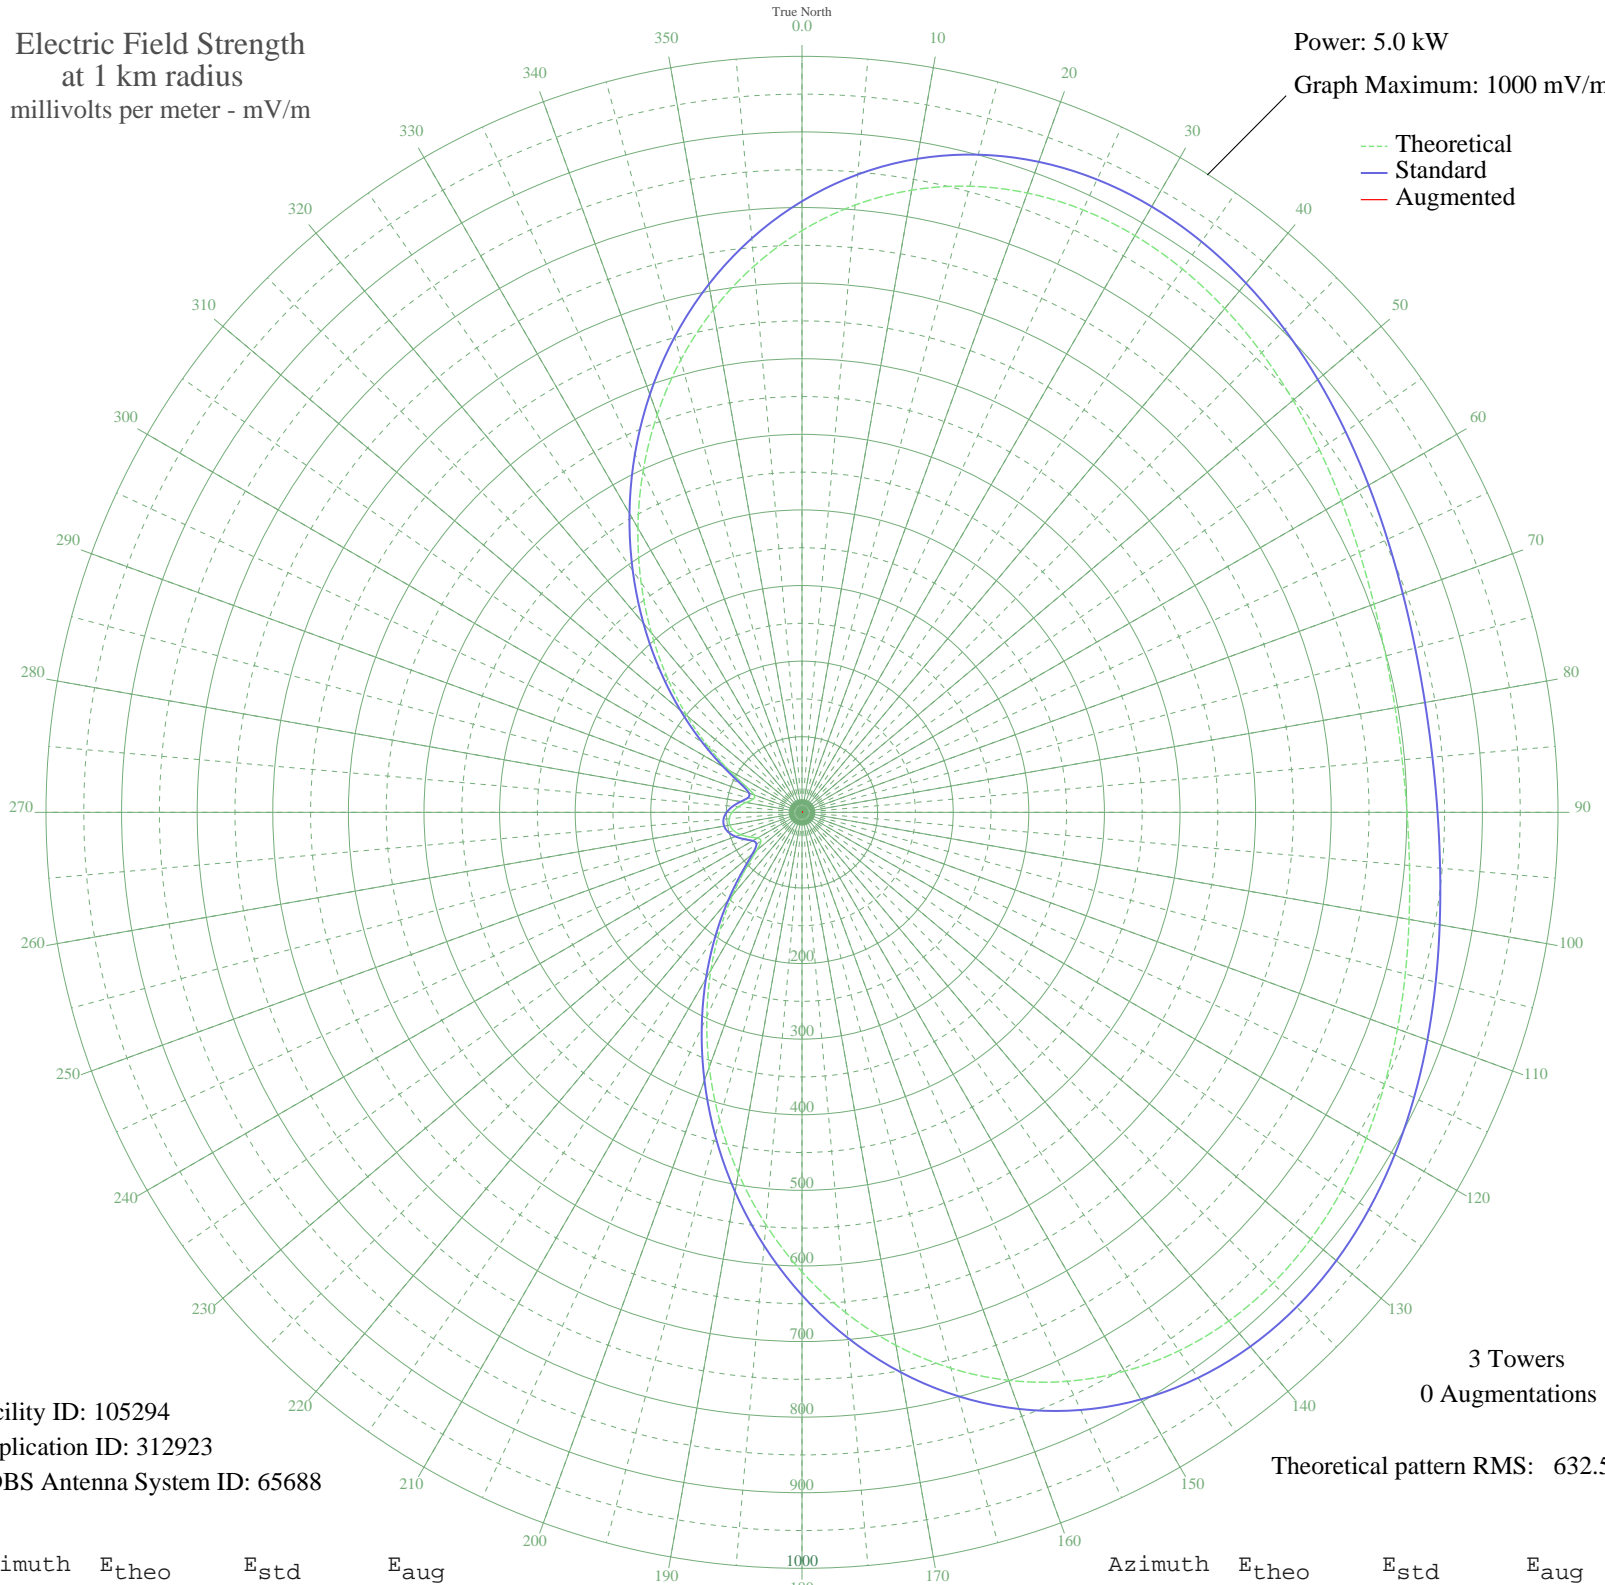 True North
Electric Field Strength
at 1 km radius
millivolts per meter - mV/m
Power: 5.0 kW
Graph Maximum: 1000 mV/m
Theoretical
Standard
Augmented
0.0
10
20
30
40
50
60
70
80
90
100
110
120
130
140
150
160
170
190
200
210
220
230
240
250
260
270
280
290
300
310
320
330
340
350
200
300
400
500
600
700
800
900
1000
3 Towers
0 Augmentations
Theoretical pattern RMS: 632.5
cility ID: 105294
plication ID: 312923
DBS Antenna System ID: 65688
imuth Etheo Estd Eaug
Azimuth Etheo Estd Eaug